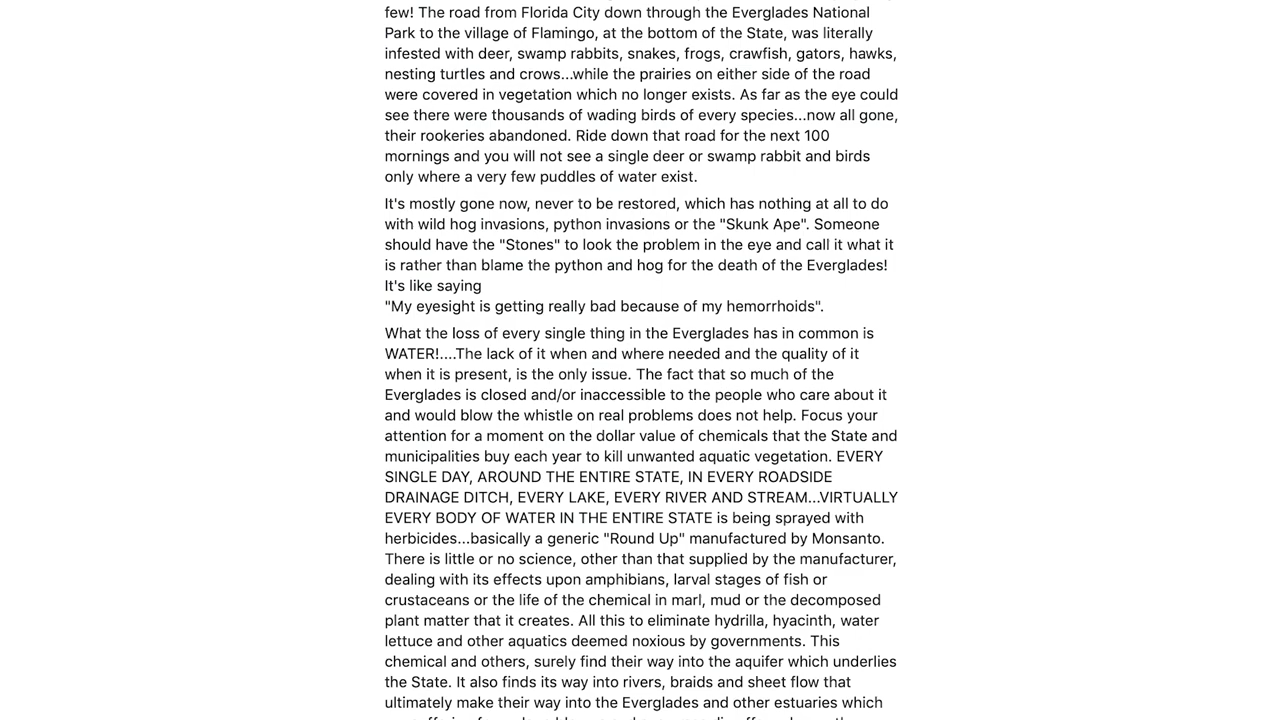 few! The road from Florida City down through the Everglades National
Park to the village of Flamingo, at the bottom of the State, was literally
infested with deer, swamp rabbits, snakes, frogs, crawfish, gators, hawks,
nesting turtles and crows...while the prairies on either side of the road
were covered in vegetation which no longer exists. As far as the eye could
see there were thousands of wading birds of every species...now all gone,
their rookeries abandoned. Ride down that road for the next 100
mornings and you will not see a single deer or swamp rabbit and birds
only where a very few puddles of water exist.
It's mostly gone now, never to be restored, which has nothing at all to do
with wild hog invasions, python invasions or the "Skunk Ape". Someone
should have the "Stones" to look the problem in the eye and call it what it
is rather than blame the python and hog for the death of the Everglades!
It's like saying
"My eyesight is getting really bad because of my hemorrhoids".
What the loss of every single thing in the Everglades has in common is
WATER!....The lack of it when and where needed and the quality of it
when it is present, is the only issue. The fact that so much of the
Everglades is closed and/or inaccessible to the people who care about it
and would blow the whistle on real problems does not help. Focus your
attention for a moment on the dollar value of chemicals that the State and
municipalities buy each year to kill unwanted aquatic vegetation. EVERY
SINGLE DAY, AROUND THE ENTIRE STATE, IN EVERY ROADSIDE
DRAINAGE DITCH, EVERY LAKE, EVERY RIVER AND STREAM...VIRTUALLY
EVERY BODY OF WATER IN THE ENTIRE STATE is being sprayed with
herbicides...basically a generic "Round Up" manufactured by Monsanto.
There is little or no science, other than that supplied by the manufacturer,
dealing with its effects upon amphibians, larval stages of fish or
crustaceans or the life of the chemical in marl, mud or the decomposed
plant matter that it creates. All this to eliminate hydrilla, hyacinth, water
lettuce and other aquatics deemed noxious by governments. This
chemical and others, surely find their way into the aquifer which underlies
the State. It also finds its way into rivers, braids and sheet flow that
ultimately make their way into the Everglades and other estuaries which